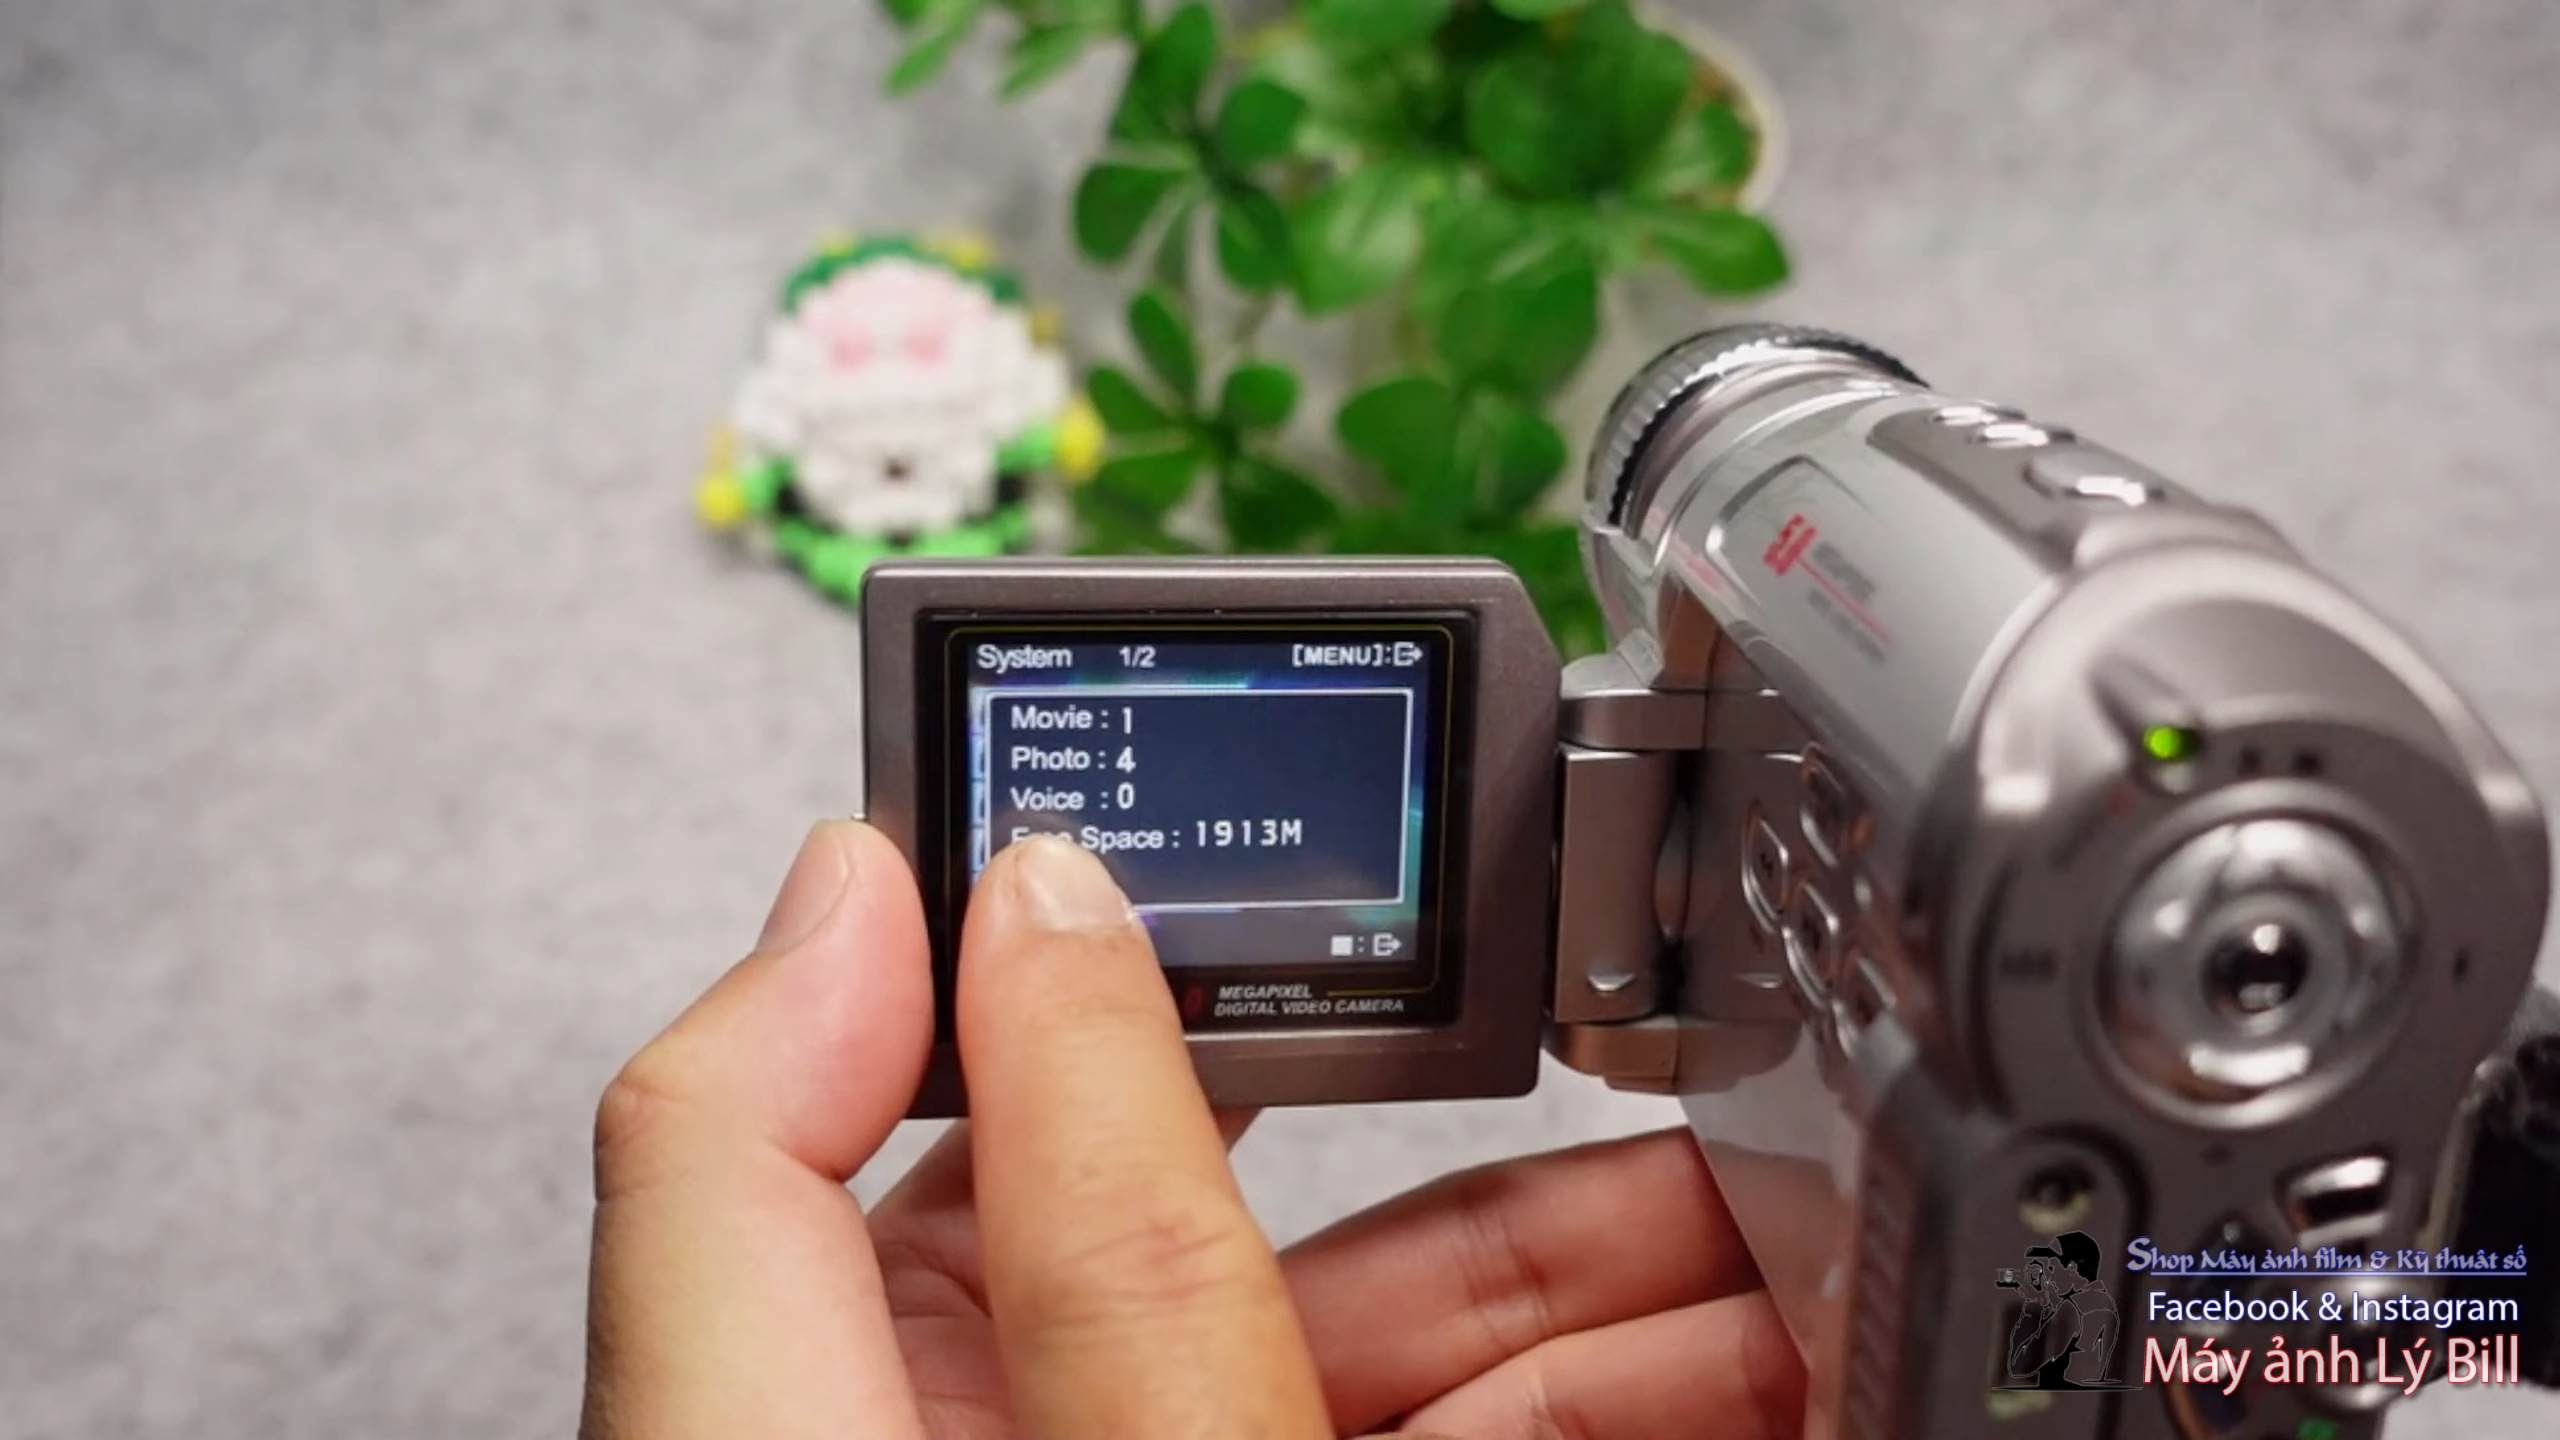 System 1/2 [MENU]:
Movie : 1
Photo : 4
Voice : 0
Space : 1913M
MEGAPIXEL
DIGITAL VIDEO CAMERA
Shop Máy ảnh film & Kỹ thuật số
Facebook & Instagram
Máy ảnh Lý Bill